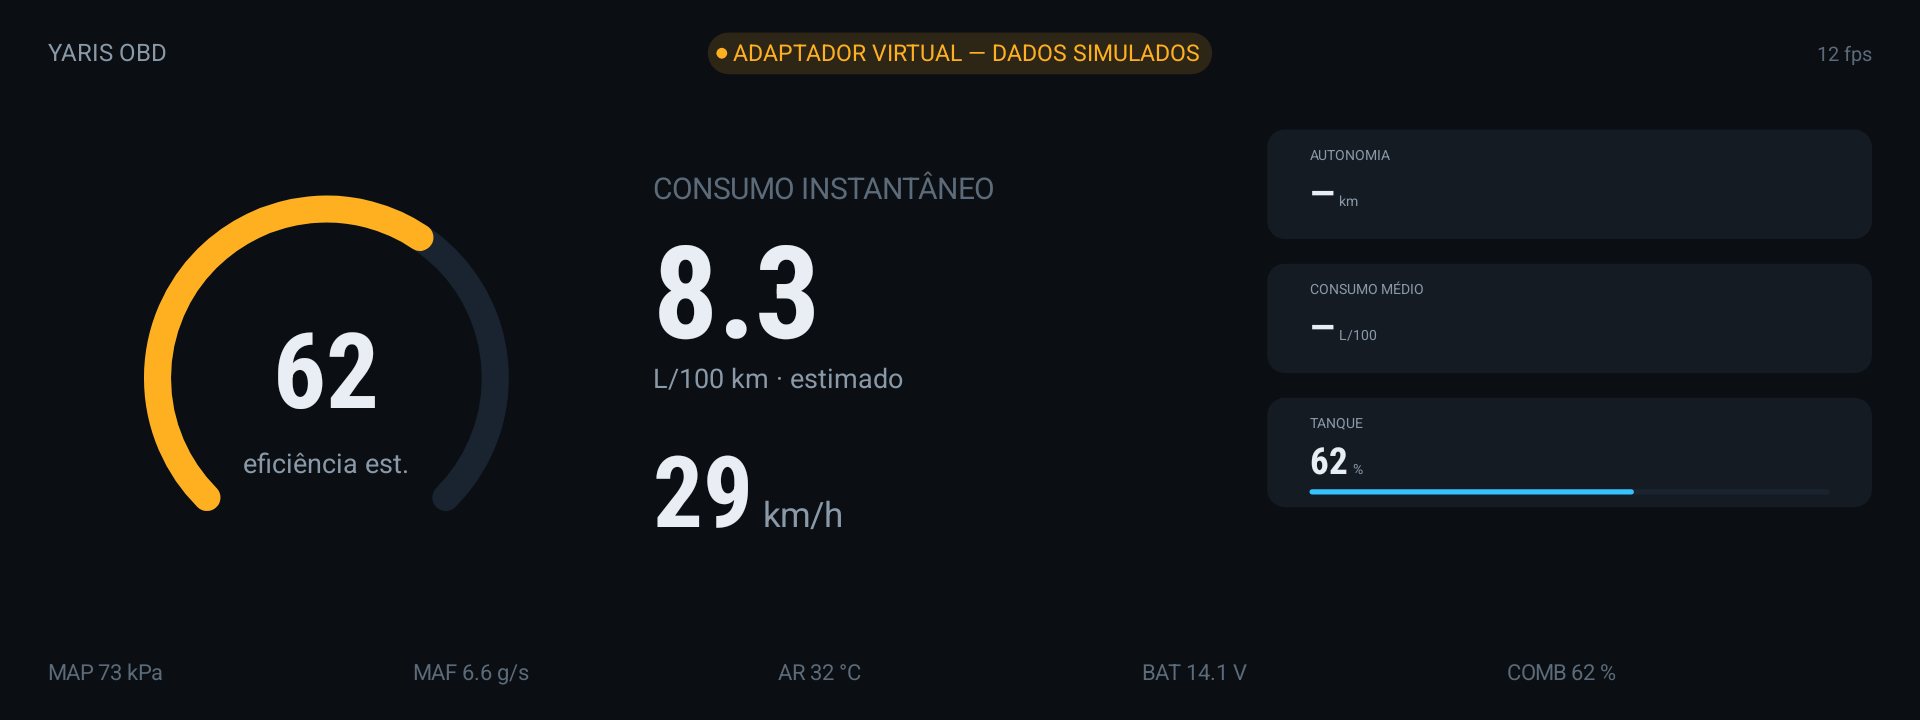 YARIS OBD
ADAPTADOR VIRTUAL — DADOS SIMULADOS
12 fps
62
eficiência est.
CONSUMO INSTANTÂNEO
8.3
L/100 km · estimado
29 km/h
AUTONOMIA
– km
CONSUMO MÉDIO
– L/100
TANQUE
62 %
MAP 73 kPa
MAF 6.6 g/s
AR 32 °C
BAT 14.1 V
COMB 62 %